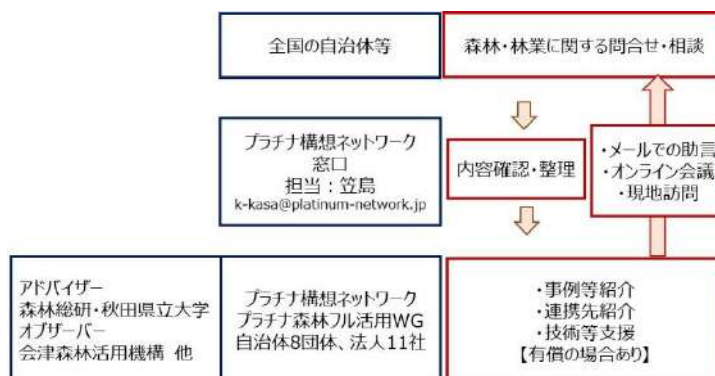 全国の自治体等
森林・林業に関する問合せ・相談
プラチナ構想ネットワーク
窓口
担当：笠島
k-kasa@platinum-network.jp
内容確認・整理
・メールでの助言
・オンライン会議
・現地訪問
アドバイザー
森林総研・秋田県立大学
オブザーバー
会津森林活用機構 他
プラチナ構想ネットワーク
プラチナ森林フル活用WG
自治体8団体、法人11社
・事例等紹介
・連携先紹介
・技術等支援
【有償の場合あり】